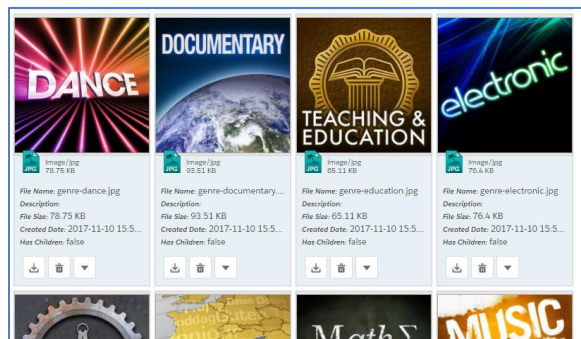 DANCE
DOCUMENTARY
TEACHING &
EDUCATION
electronic
JPG
Image/jpg
78.75 KB
JPG
Image/jpg
93.51 KB
JPG
Image/jpg
65.11 KB
JPG
Image/jpg
76.4 KB
File Name: genre-dance.jpg
Description:
File Size: 78.75 KB
Created Date: 2017-11-10 15:5...
Has Children: false
File Name: genre-documentary....
Description:
File Size: 93.51 KB
Created Date: 2017-11-10 15:5...
Has Children: false
File Name: genre-education.jpg
Description:
File Size: 65.11 KB
Created Date: 2017-11-10 15:5...
Has Children: false
File Name: genre-electronic.jpg
Description:
File Size: 76.4 KB
Created Date: 2017-11-10 15:5...
Has Children: false
Dzien
Math Σ
MUSIC